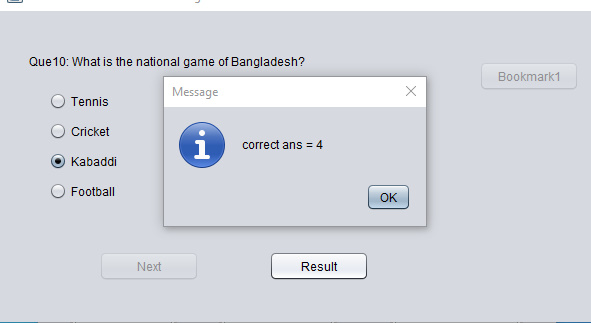 Que10: What is the national game of Bangladesh?
Bookmark1
Message
Tennis
Cricket
correct ans = 4
Kabaddi
Football
OK
Next
Result